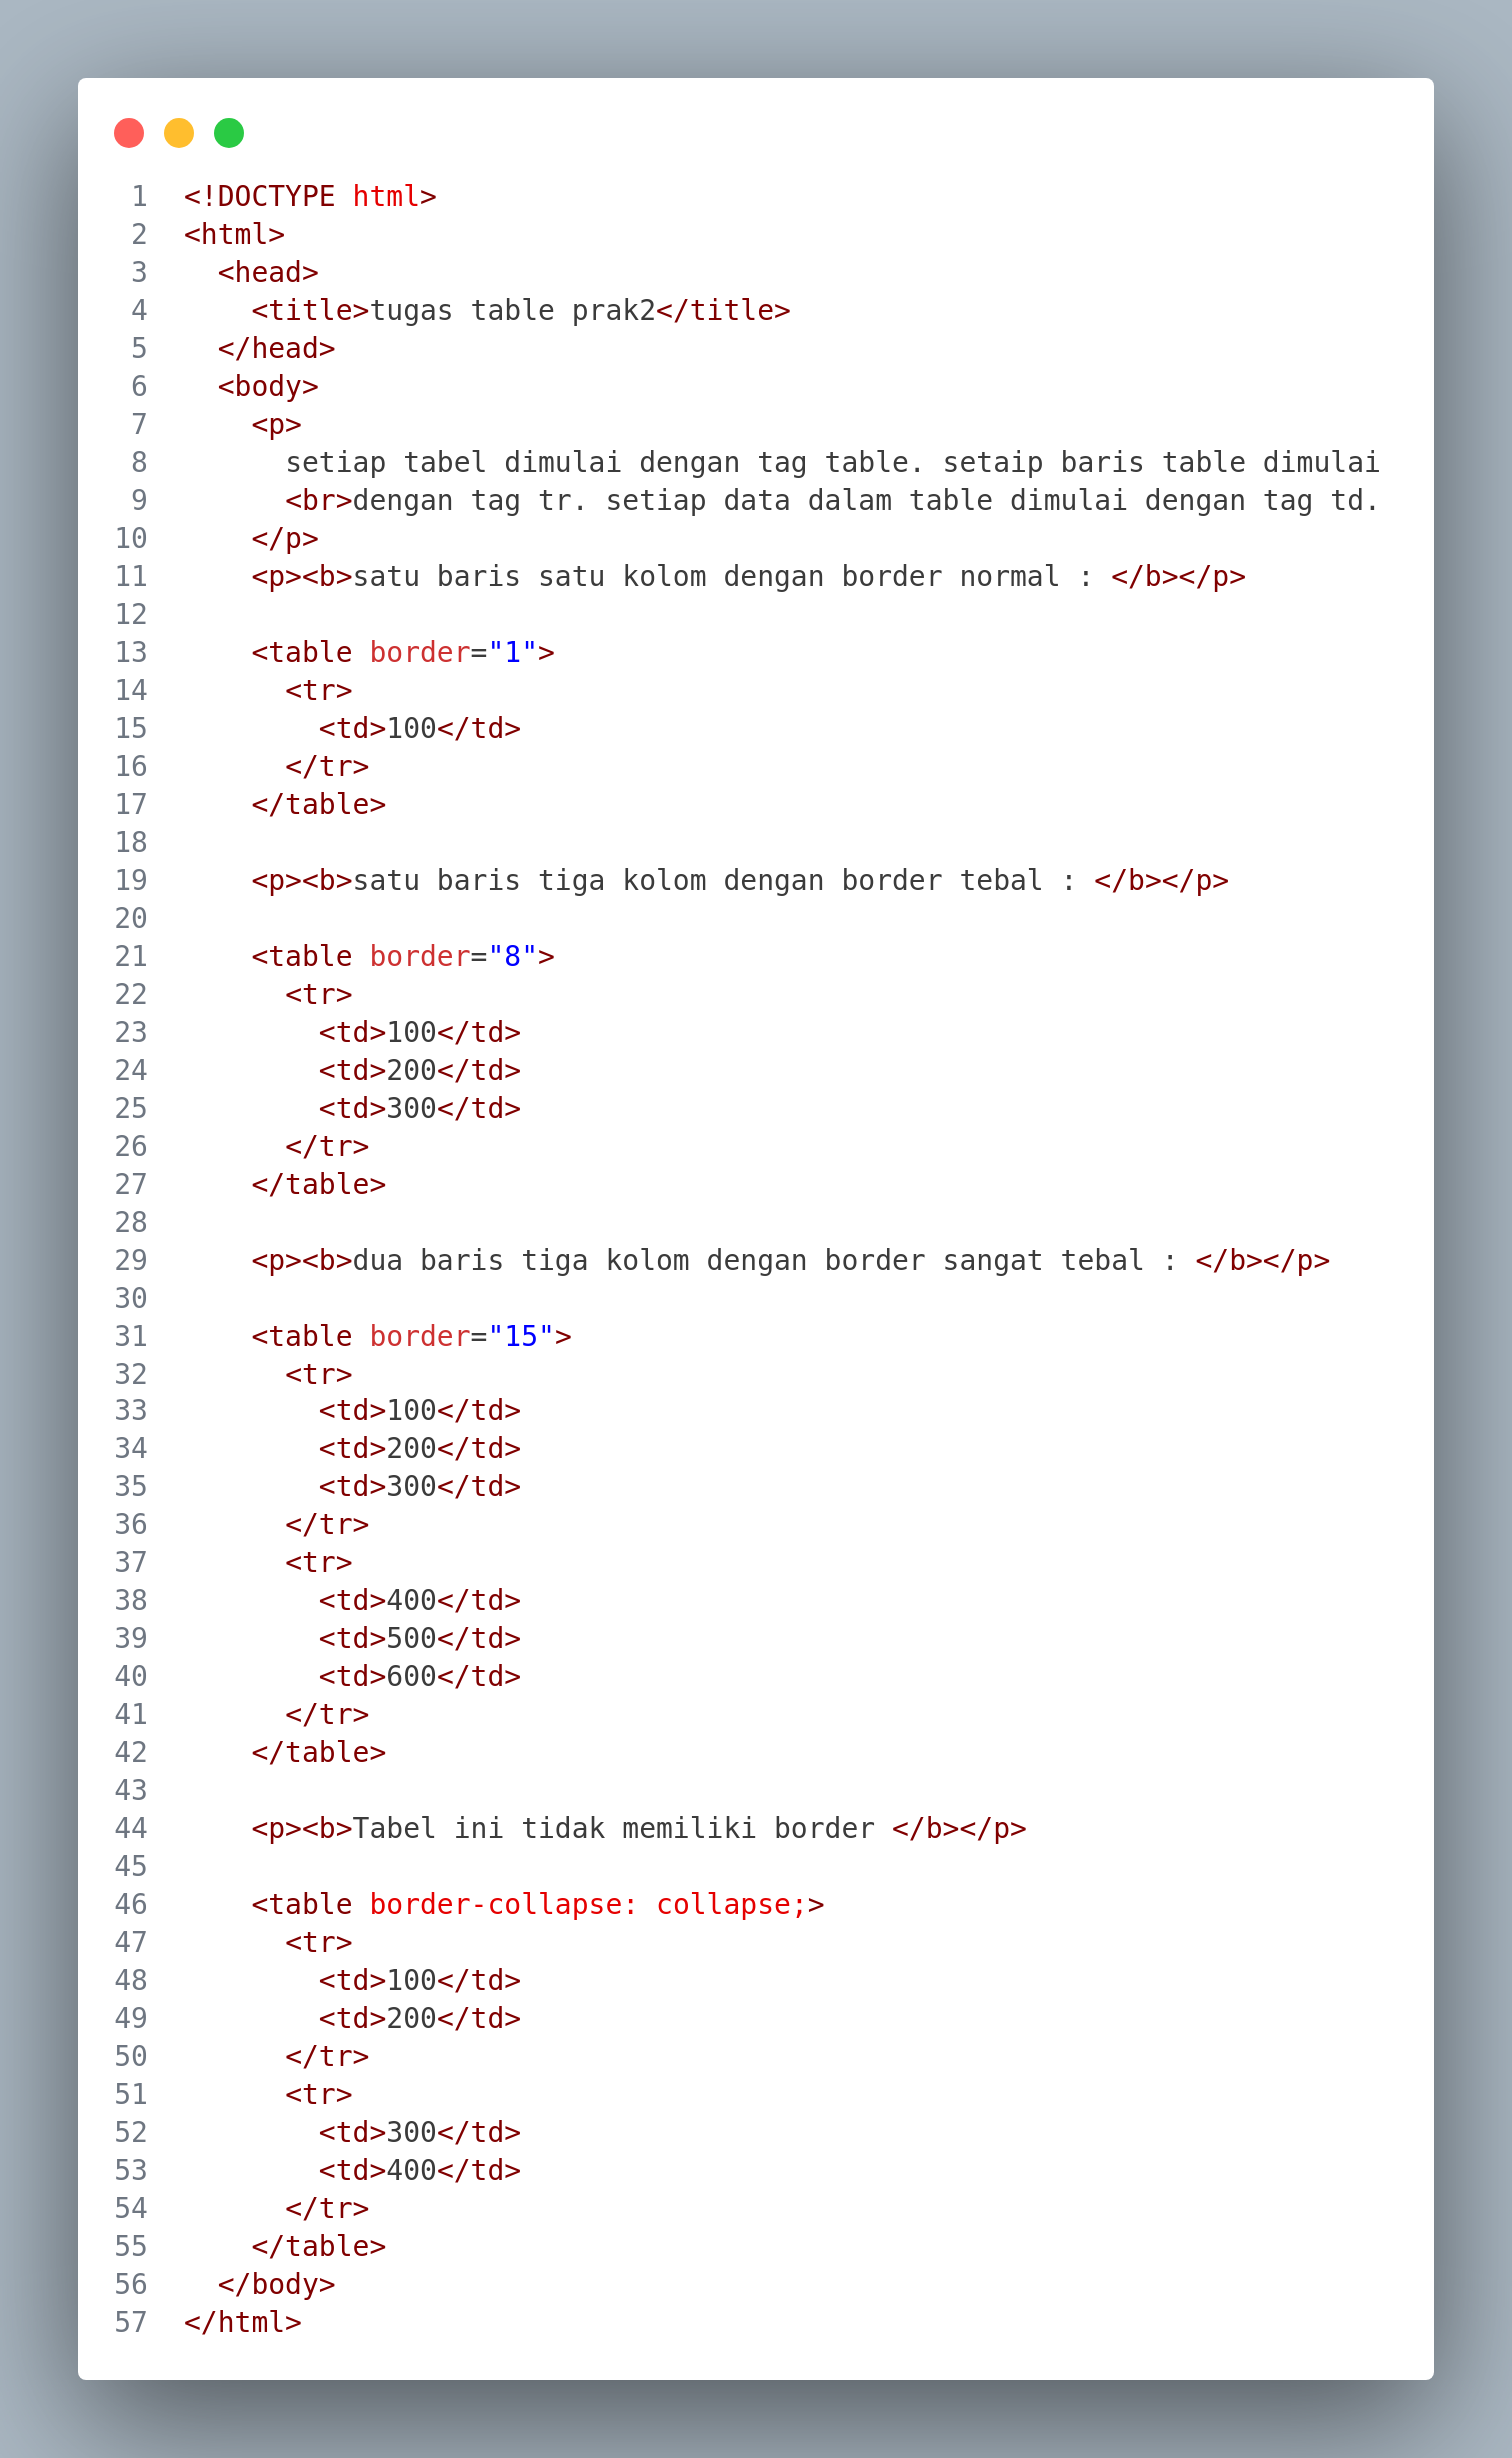 1 <!DOCTYPE html>
2 <html>
3   <head>
4     <title>tugas table prak2</title>
5   </head>
6   <body>
7     <p>
8       setiap tabel dimulai dengan tag table. setaip baris table dimulai
9       <br>dengan tag tr. setiap data dalam table dimulai dengan tag td.
10     </p>
11     <p><b>satu baris satu kolom dengan border normal : </b></p>
12
13     <table border="1">
14       <tr>
15         <td>100</td>
16       </tr>
17     </table>
18
19     <p><b>satu baris tiga kolom dengan border tebal : </b></p>
20
21     <table border="8">
22       <tr>
23         <td>100</td>
24         <td>200</td>
25         <td>300</td>
26       </tr>
27     </table>
28
29     <p><b>dua baris tiga kolom dengan border sangat tebal : </b></p>
30
31     <table border="15">
32       <tr>
33         <td>100</td>
34         <td>200</td>
35         <td>300</td>
36       </tr>
37       <tr>
38         <td>400</td>
39         <td>500</td>
40         <td>600</td>
41       </tr>
42     </table>
43
44     <p><b>Tabel ini tidak memiliki border </b></p>
45
46     <table border-collapse: collapse;>
47       <tr>
48         <td>100</td>
49         <td>200</td>
50       </tr>
51       <tr>
52         <td>300</td>
53         <td>400</td>
54       </tr>
55     </table>
56   </body>
57 </html>